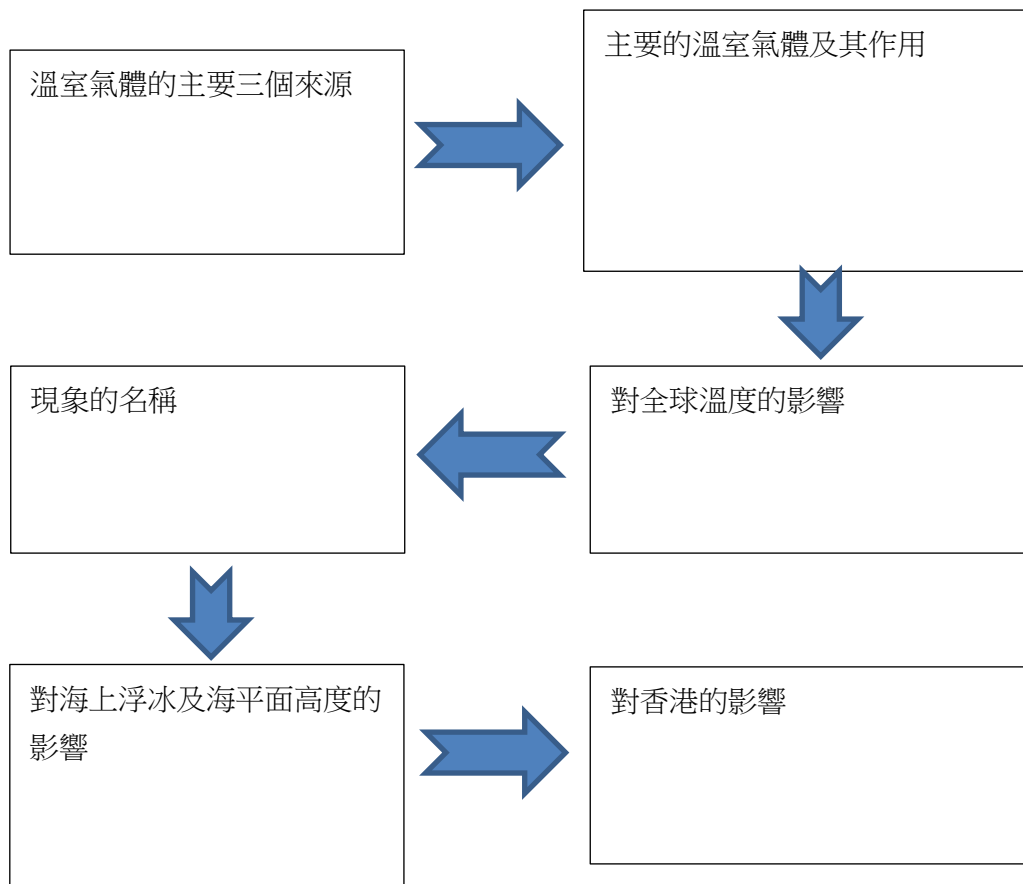 溫室氣體的主要三個來源
主要的溫室氣體及其作用
對全球溫度的影響
現象的名稱
對海上浮冰及海平面高度的
影響
對香港的影響